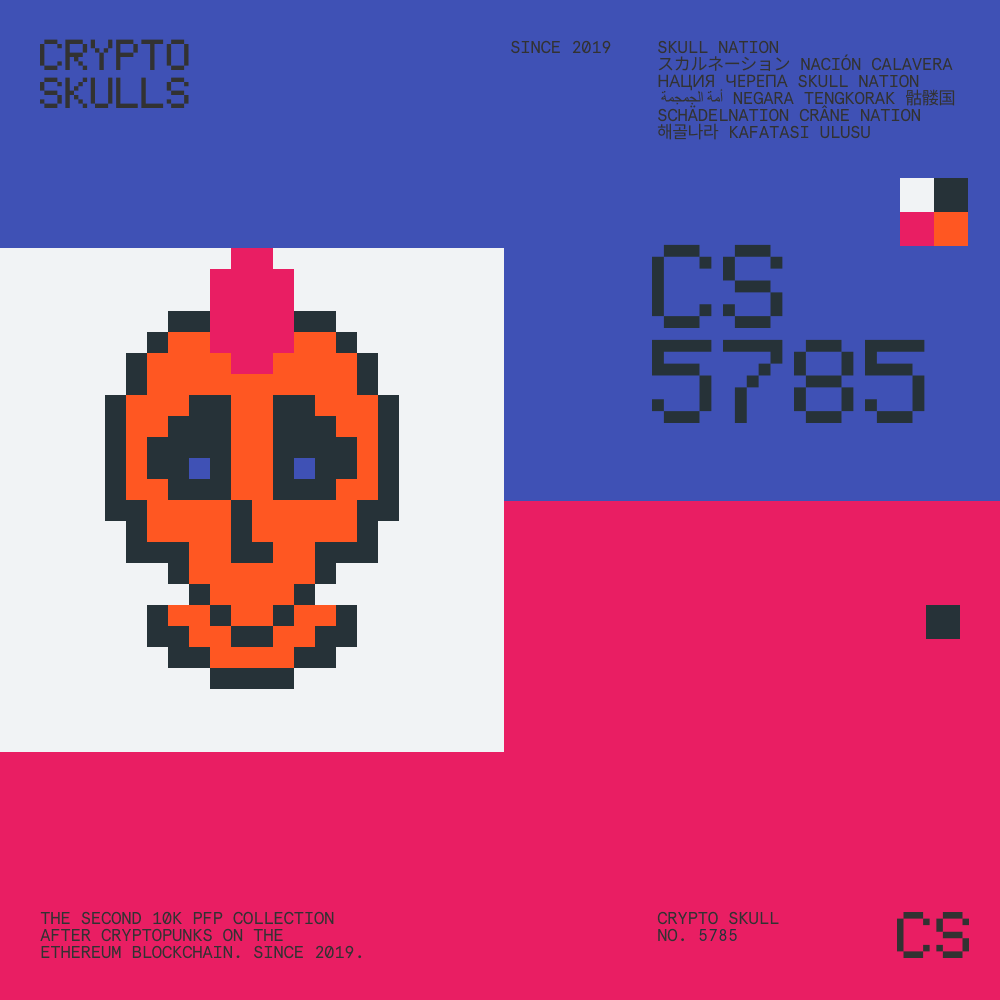 CRYPTO
SKULLS
SINCE 2019
SKULL NATION
スカルネーション NACIÓN CALAVERA
НАЦИЯ ЧЕРЕПА SKULL NATION
أمة الجمجمة NEGARA TENGKORAK 骷髅国
SCHÄDELNATION CRÂNE NATION
해골나라 KAFATASI ULUSU
CS
5785
THE SECOND 10K PFP COLLECTION
AFTER CRYPTOPUNKS ON THE
ETHEREUM BLOCKCHAIN. SINCE 2019.
CRYPTO SKULL
NO. 5785
CS